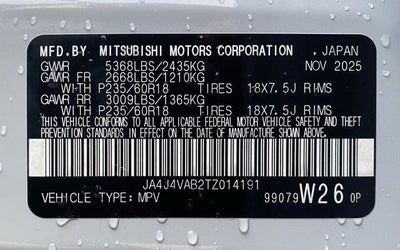 MFD.BY MITSUBISHI MOTORS CORPORATION , JAPAN
GVWR 5368LBS/2435KG NOV 2025
GAWR FR 2668LBS/1210KG
WITH P235/60R18 TIRES 18X7.5J RIMS
GAWR RR 3009LBS/1365KG
WITH P235/60R18 TIRES 18X7.5J RIMS
THIS VEHICLE CONFORMS TO ALL APPLICABLE FEDERAL MOTOR VEHICLE SAFETY, BUMPER, AND THEFT PREVENTION STANDARDS IN EFFECT ON THE DATE OF MANUFACTURE SHOWN ABOVE.
JA4J4VAB2TZ014191
VEHICLE TYPE: MPV 99079 W26 0P